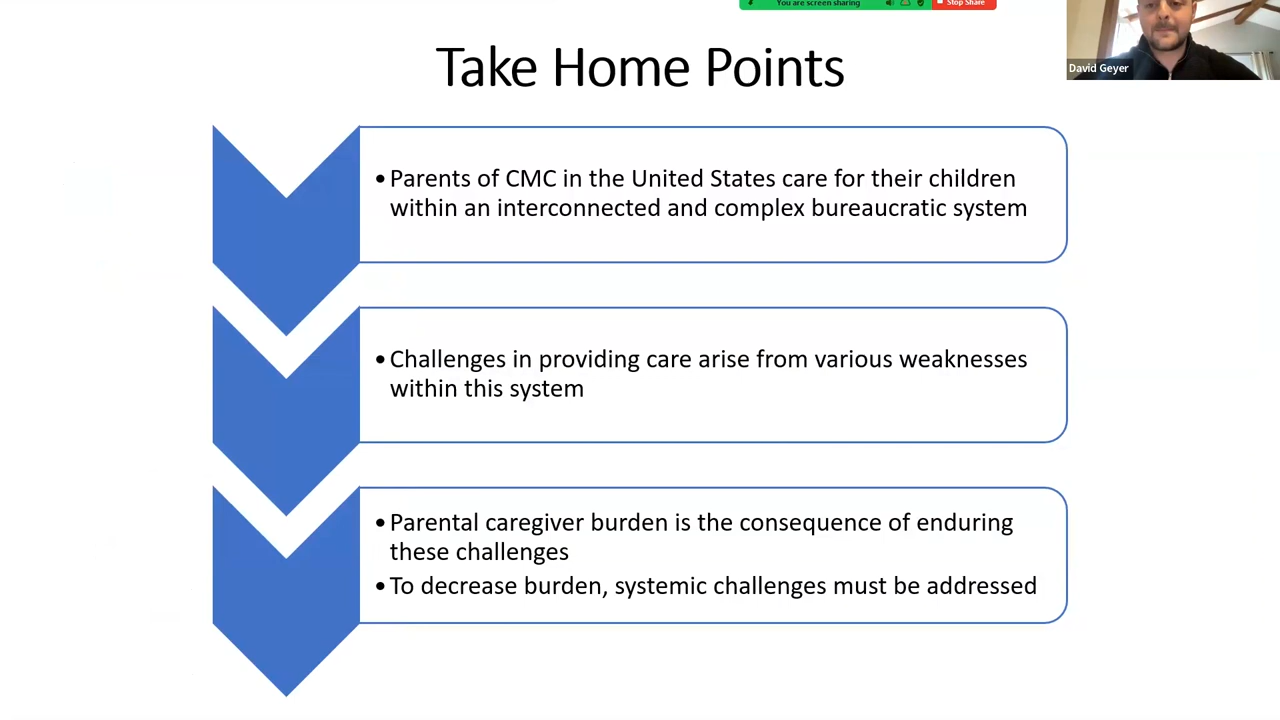 You are screen sharing
Stop Share
David Geyer
Take Home Points
•Parents of CMC in the United States care for their children
within an interconnected and complex bureaucratic system
•Challenges in providing care arise from various weaknesses
within this system
•Parental caregiver burden is the consequence of enduring
these challenges
•To decrease burden, systemic challenges must be addressed